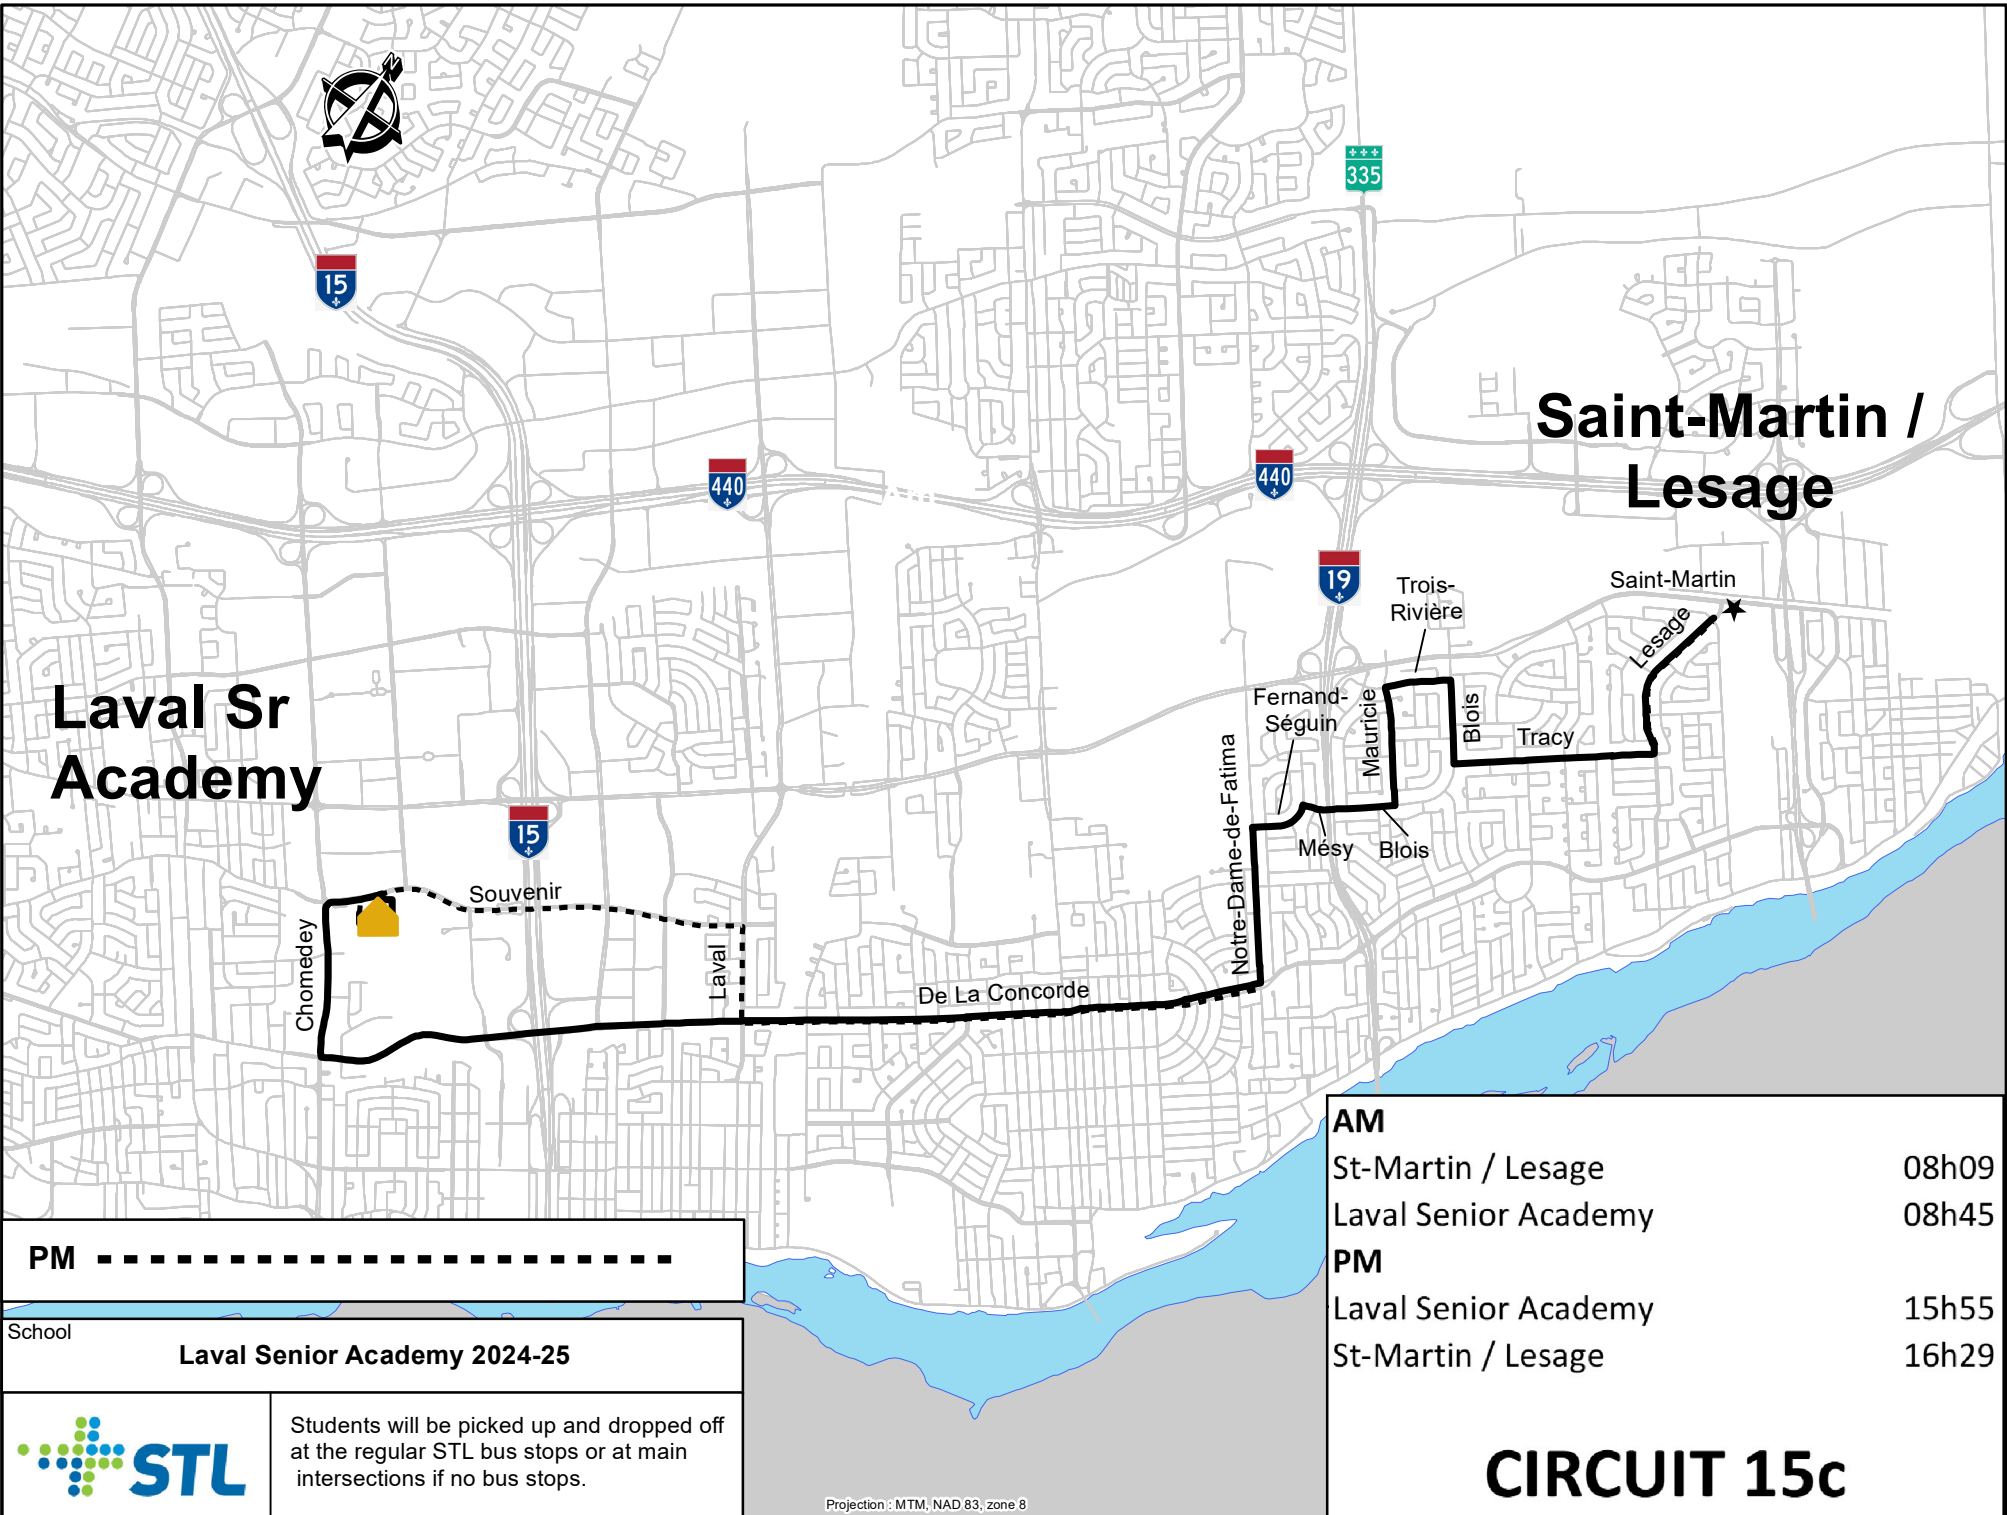 N
335
15
Saint-Martin /
Lesage
440
440
19
Trois-
Rivière
Saint-Martin
Lesage
Laval Sr
Academy
Fernand-
Séguin
Mauricie
Blois
Tracy
Notre-Dame-de-Fatima
15
Mésy
Blois
Souvenir
Chomedey
Laval
De La Concorde
AM
St-Martin / Lesage 08h09
Laval Senior Academy 08h45
PM
Laval Senior Academy 15h55
St-Martin / Lesage 16h29
CIRCUIT 15c
PM
School
Laval Senior Academy 2024-25
STL
Students will be picked up and dropped off
at the regular STL bus stops or at main
intersections if no bus stops.
Projection : MTM, NAD 83, zone 8